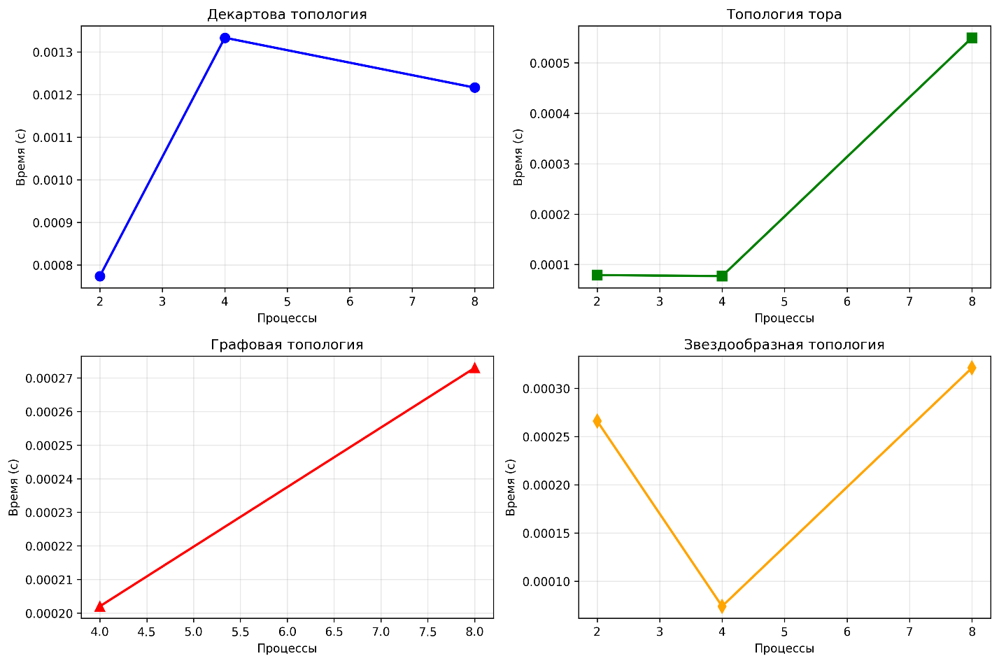 Декартова топология
0.0013
0.0012
0.0011
0.0010
0.0009
0.0008
Время (с)
2 3 4 5 6 7 8
Процессы
Топология тора
0.0005
0.0004
0.0003
0.0002
0.0001
Время (с)
2 3 4 5 6 7 8
Процессы
Графовая топология
0.00027
0.00026
0.00025
0.00024
0.00023
0.00022
0.00021
0.00020
Время (с)
4.0 4.5 5.0 5.5 6.0 6.5 7.0 7.5 8.0
Процессы
Звездообразная топология
0.00030
0.00025
0.00020
0.00015
0.00010
Время (с)
2 3 4 5 6 7 8
Процессы